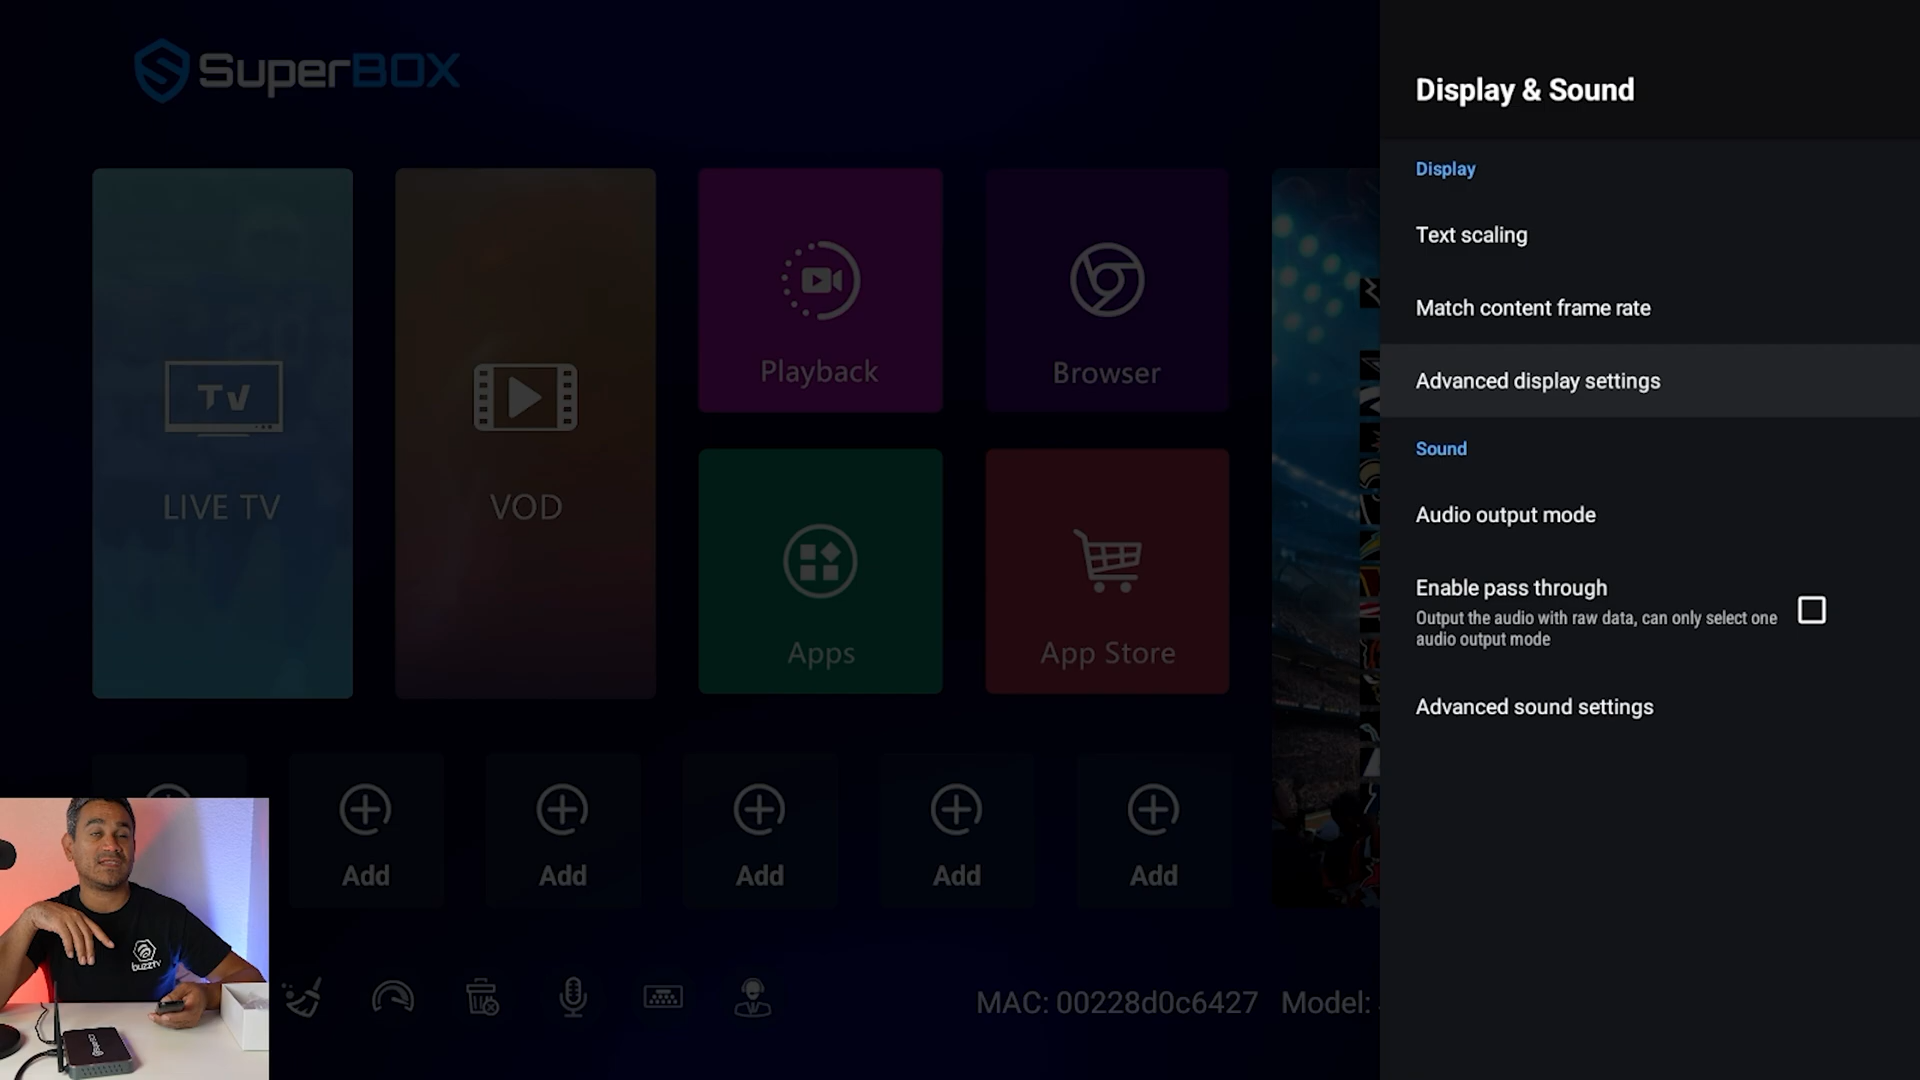 SuperBOX
Display & Sound
Display
Text scaling
Match content frame rate
Advanced display settings
Sound
Audio output mode
Enable pass through
Output the audio with raw data, can only select one
audio output mode
Advanced sound settings
TV
LIVE TV
VOD
Playback
Browser
Apps
App Store
Add
Add
Add
Add
Add
buzztv
MAC: 00228d0c6427 Model: